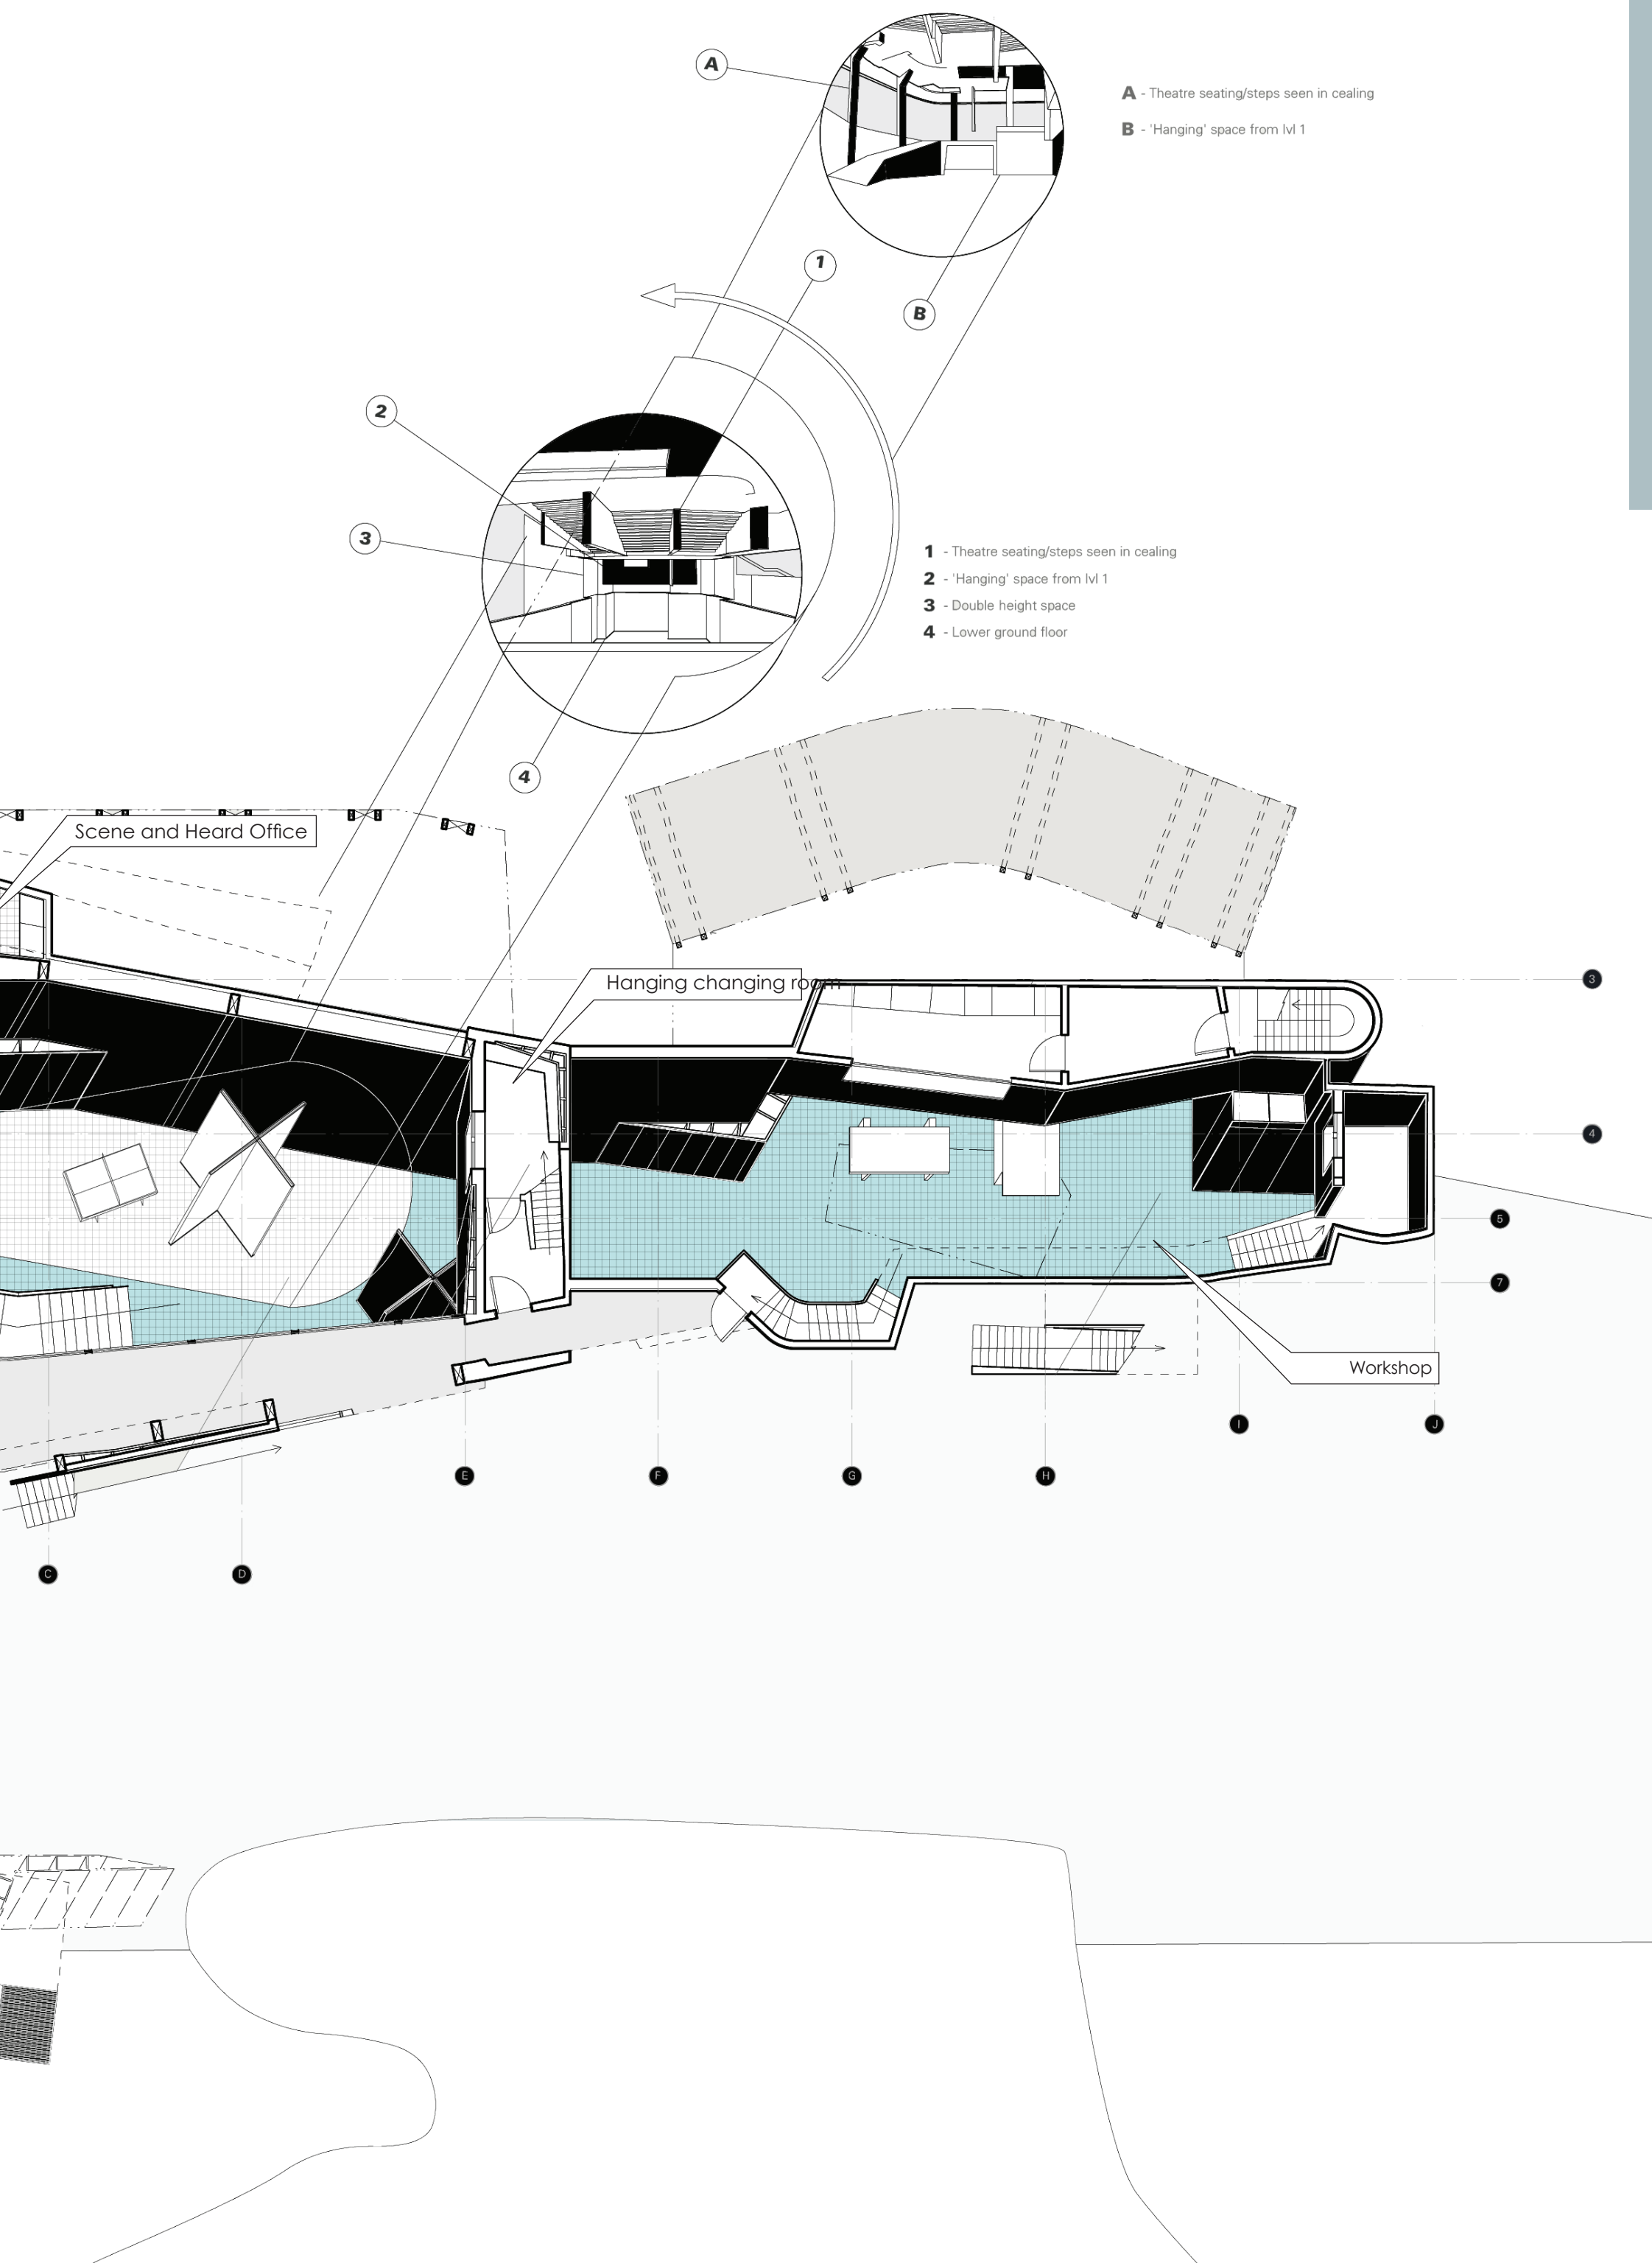 A
A - Theatre seating/steps seen in cealing
B - 'Hanging' space from lvl 1
1
B
2
3
1 - Theatre seating/steps seen in cealing
2 - 'Hanging' space from lvl 1
3 - Double height space
4 - Lower ground floor
4
Scene and Heard Office
Hanging changing room
3
4
5
7
Workshop
I
J
E
F
G
H
C
D